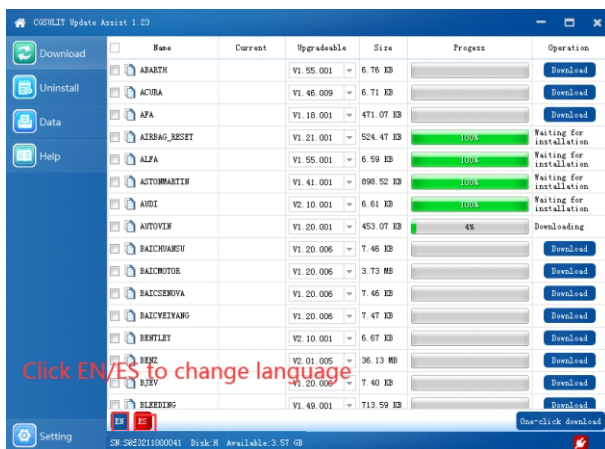 CGSULIT Update Assist 1.23
Download
Uninstall
Data
Help
Setting
Name Current Upgradeable Size Progess Operation
ABARTH V1.55.001 6.76 KB Download
ACURA V1.46.009 6.71 KB Download
AFA V1.18.001 471.07 KB Download
AIRBAG_RESET V1.21.001 524.47 KB 100% Waiting for installation
ALFA V1.55.001 6.59 KB 100% Waiting for installation
ASTONMARTIN V1.41.001 898.52 KB 100% Waiting for installation
AUDI V2.10.001 6.61 KB 100% Waiting for installation
AUTOVIN V1.20.001 453.07 KB 4% Downloading
BAICHUANSU V1.20.006 7.46 KB Download
BAICMOTOR V1.20.006 3.73 MB Download
BAICSENOVA V1.20.006 7.46 KB Download
BAICWEIWANG V1.20.006 7.47 KB Download
BENTLEY V2.10.001 6.67 KB Download
BENZ V2.01.005 36.13 MB Download
Click EN/ES to change language
BJEV V1.20.006 7.40 KB Download
BLEEDING V1.49.001 713.59 KB Download
EN ES One-click download
Disk:H Available:3.57 GB